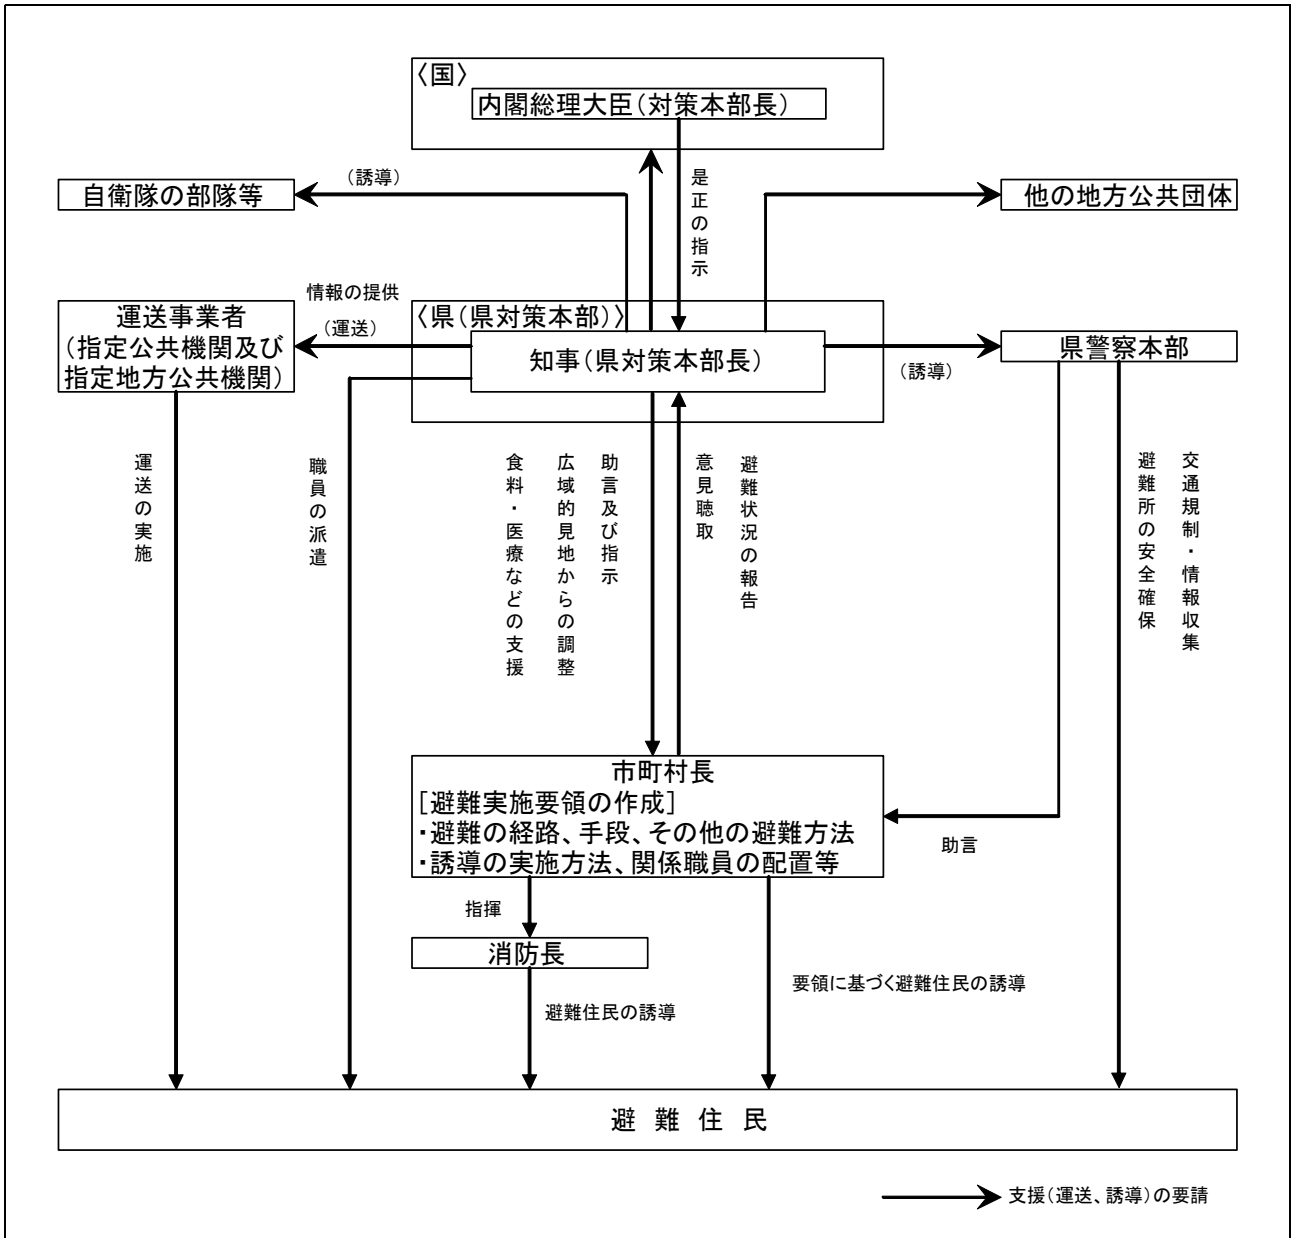 〈国〉
内閣総理大臣(対策本部長)
是正の指示
(誘導)
自衛隊の部隊等
他の地方公共団体
情報の提供
(運送)
運送事業者
(指定公共機関及び
指定地方公共機関)
〈県(県対策本部)〉
知事(県対策本部長)
(誘導)
県警察本部
運送の実施
職員の派遣
食料・医療などの支援
広域的見地からの調整
助言及び指示
意見聴取
避難状況の報告
避難所の安全確保
交通規制・情報収集
市町村長
[避難実施要領の作成]
・避難の経路、手段、その他の避難方法
・誘導の実施方法、関係職員の配置等
助言
指揮
消防長
避難住民の誘導
要領に基づく避難住民の誘導
避難住民
支援(運送、誘導)の要請